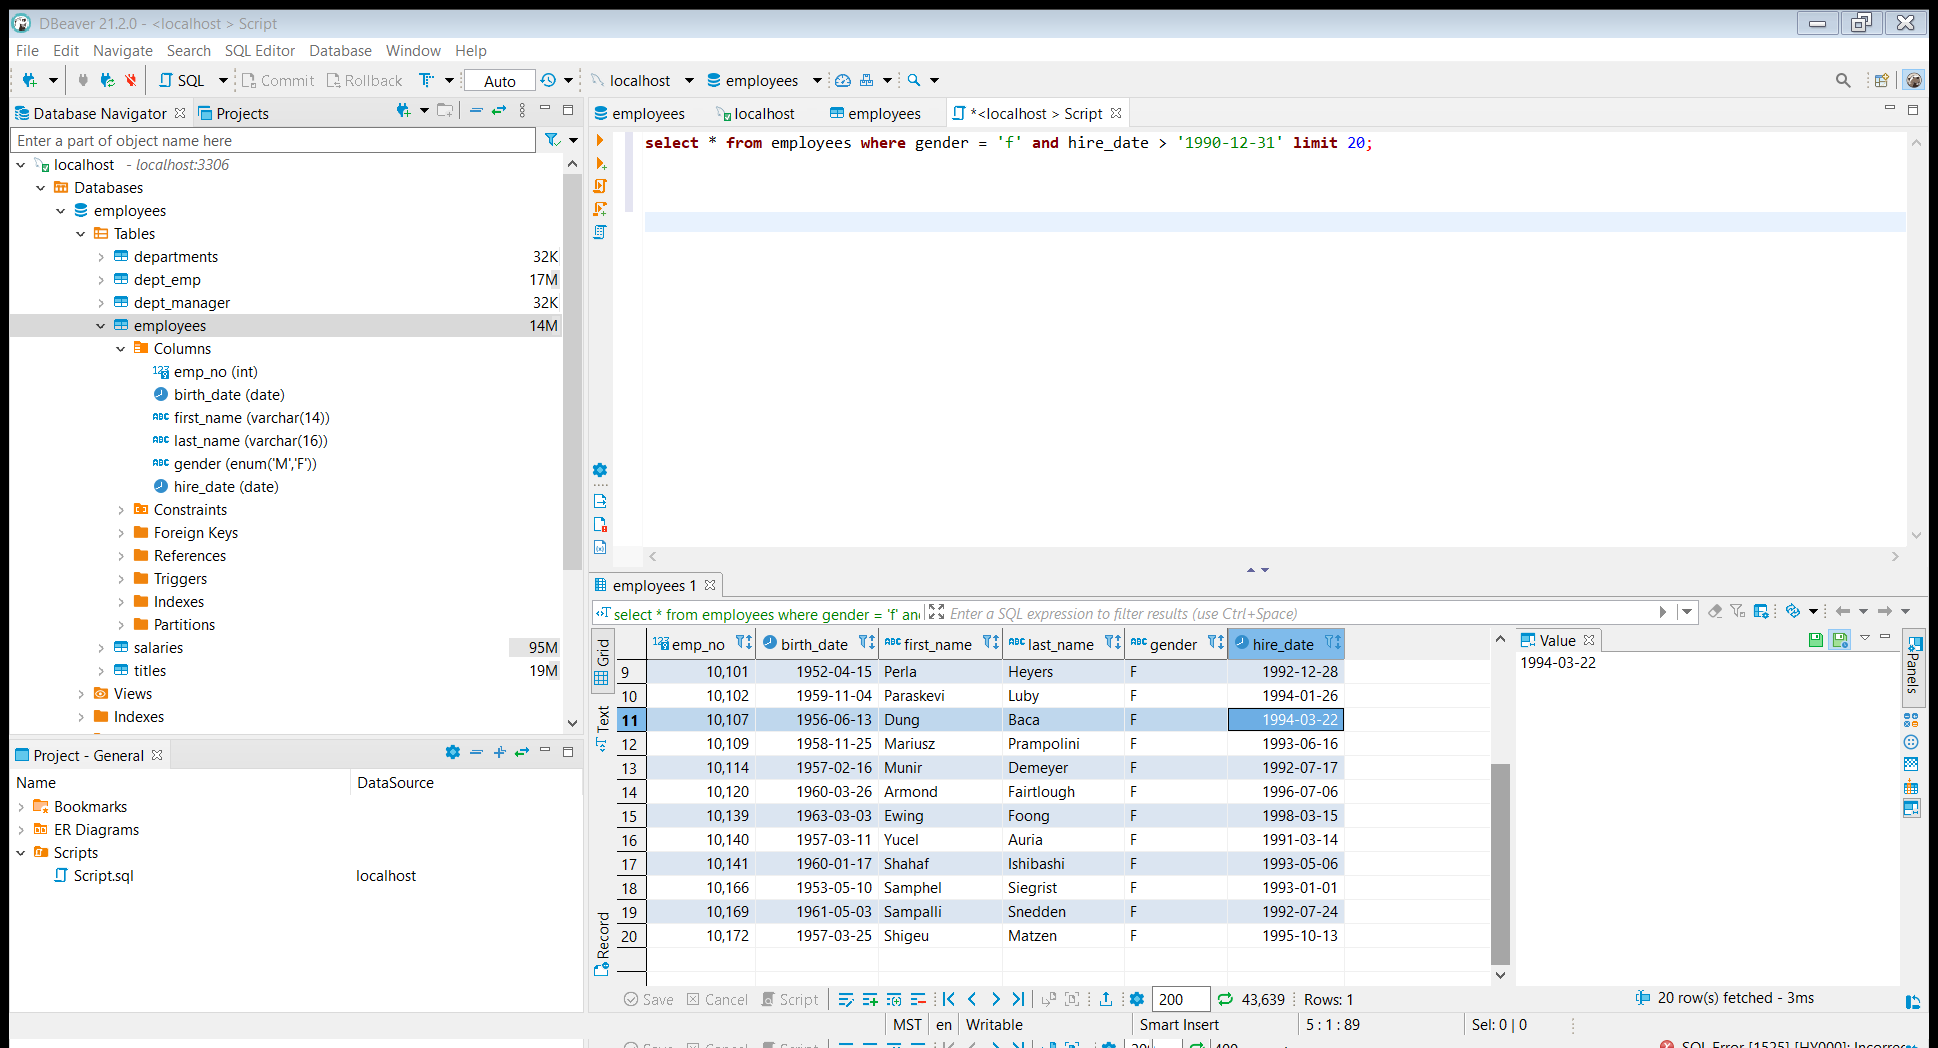 DBeaver 21.2.0 - <localhost > Script
File Edit Navigate Search SQL Editor Database Window Help
SQL Commit Rollback Auto localhost employees
Database Navigator Projects
Enter a part of object name here
localhost - localhost:3306
Databases
employees
Tables
departments 32K
dept_emp 17M
dept_manager 32K
employees 14M
Columns
emp_no (int)
birth_date (date)
first_name (varchar(14))
last_name (varchar(16))
gender (enum('M','F'))
hire_date (date)
Constraints
Foreign Keys
References
Triggers
Indexes
Partitions
salaries 95M
titles 19M
Views
Indexes
Project - General
Name DataSource
Bookmarks
ER Diagrams
Scripts
Script.sql localhost
employees localhost employees *<localhost > Script
select * from employees where gender = 'f' and hire_date > '1990-12-31' limit 20;
employees 1
select * from employees where gender = 'f' an Enter a SQL expression to filter results (use Ctrl+Space)
Grid
Text
Record
123 emp_no birth_date ABC first_name ABC last_name ABC gender hire_date
9 10,101 1952-04-15 Perla Heyers F 1992-12-28
10 10,102 1959-11-04 Paraskevi Luby F 1994-01-26
11 10,107 1956-06-13 Dung Baca F 1994-03-22
12 10,109 1958-11-25 Mariusz Prampolini F 1993-06-16
13 10,114 1957-02-16 Munir Demeyer F 1992-07-17
14 10,120 1960-03-26 Armond Fairtlough F 1996-07-06
15 10,139 1963-03-03 Ewing Foong F 1998-03-15
16 10,140 1957-03-11 Yucel Auria F 1991-03-14
17 10,141 1960-01-17 Shahaf Ishibashi F 1993-05-06
18 10,166 1953-05-10 Samphel Siegrist F 1993-01-01
19 10,169 1961-05-03 Sampalli Snedden F 1992-07-24
20 10,172 1957-03-25 Shigeu Matzen F 1995-10-13
Value
1994-03-22
Panels
Save Cancel Script 200 43,639 Rows: 1
20 row(s) fetched - 3ms
MST en Writable Smart Insert 5 : 1 : 89 Sel: 0 | 0
SQL Error [1525] [HY000]: Incorrec